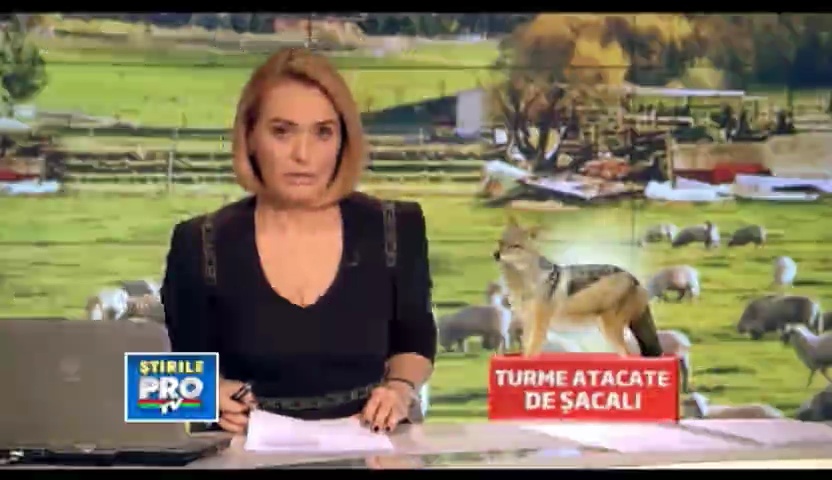 ȘTIRILE
PRO
TV
TURME ATACATE
DE ȘACALI